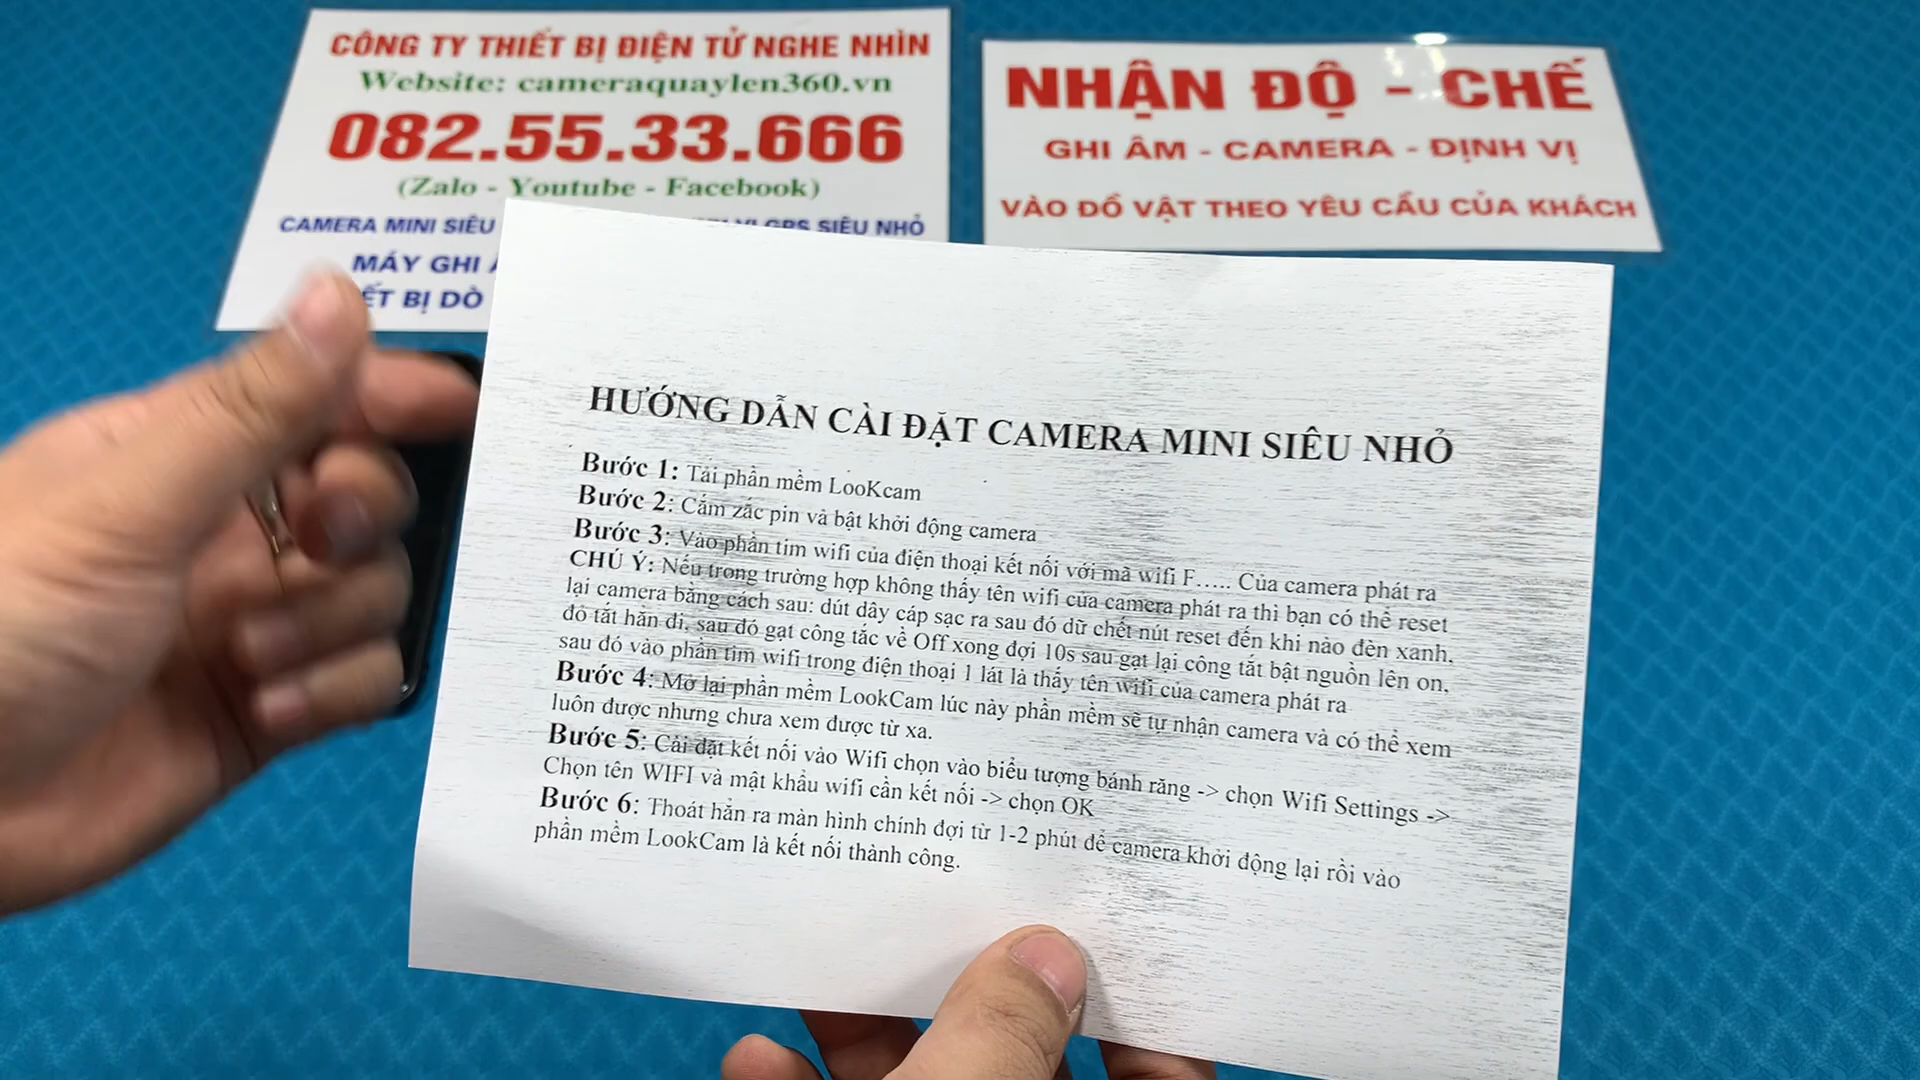 CÔNG TY THIẾT BỊ ĐIỆN TỬ NGHE NHÌN
Website: cameraquaylen360.vn
082.55.33.666
(Zalo - Youtube - Facebook)
CAMERA MINI SIÊU GPS SIÊU NHỎ
MÁY GHI
BỊ DÒ
NHẬN ĐỘ - CHẾ
GHI ÂM - CAMERA - ĐỊNH VỊ
VÀO ĐỒ VẬT THEO YÊU CẦU CỦA KHÁCH
HƯỚNG DẪN CÀI ĐẶT CAMERA MINI SIÊU NHỎ
Bước 1: Tải phần mềm LooKcam
Bước 2: Cắm zắc pin và bật khởi động camera
Bước 3: Vào phần tìm wifi của điện thoại kết nối với mã wifi F..... Của camera phát ra
CHÚ Ý: Nếu trong trường hợp không thấy tên wifi của camera phát ra thì bạn có thể reset
lại camera bằng cách sau: dút dây cáp sạc ra sau đó dữ chết nút reset đến khi nào đèn xanh,
đỏ tắt hẳn đi, sau đó gạt công tắc về Off xong đợi 10s sau gạt lại công tắt bật nguồn lên on,
sau đó vào phần tìm wifi trong điện thoại 1 lát là thấy tên wifi của camera phát ra
Bước 4: Mở lại phần mềm LookCam lúc này phần mềm sẽ tự nhận camera và có thể xem
luôn được nhưng chưa xem được từ xa.
Bước 5: Cài đặt kết nối vào Wifi chọn vào biểu tượng bánh răng -> chọn Wifi Settings ->
Chọn tên WIFI và mật khẩu wifi cần kết nối -> chọn OK
Bước 6: Thoát hẳn ra màn hình chính đợi từ 1-2 phút để camera khởi động lại rồi vào
phần mềm LookCam là kết nối thành công.